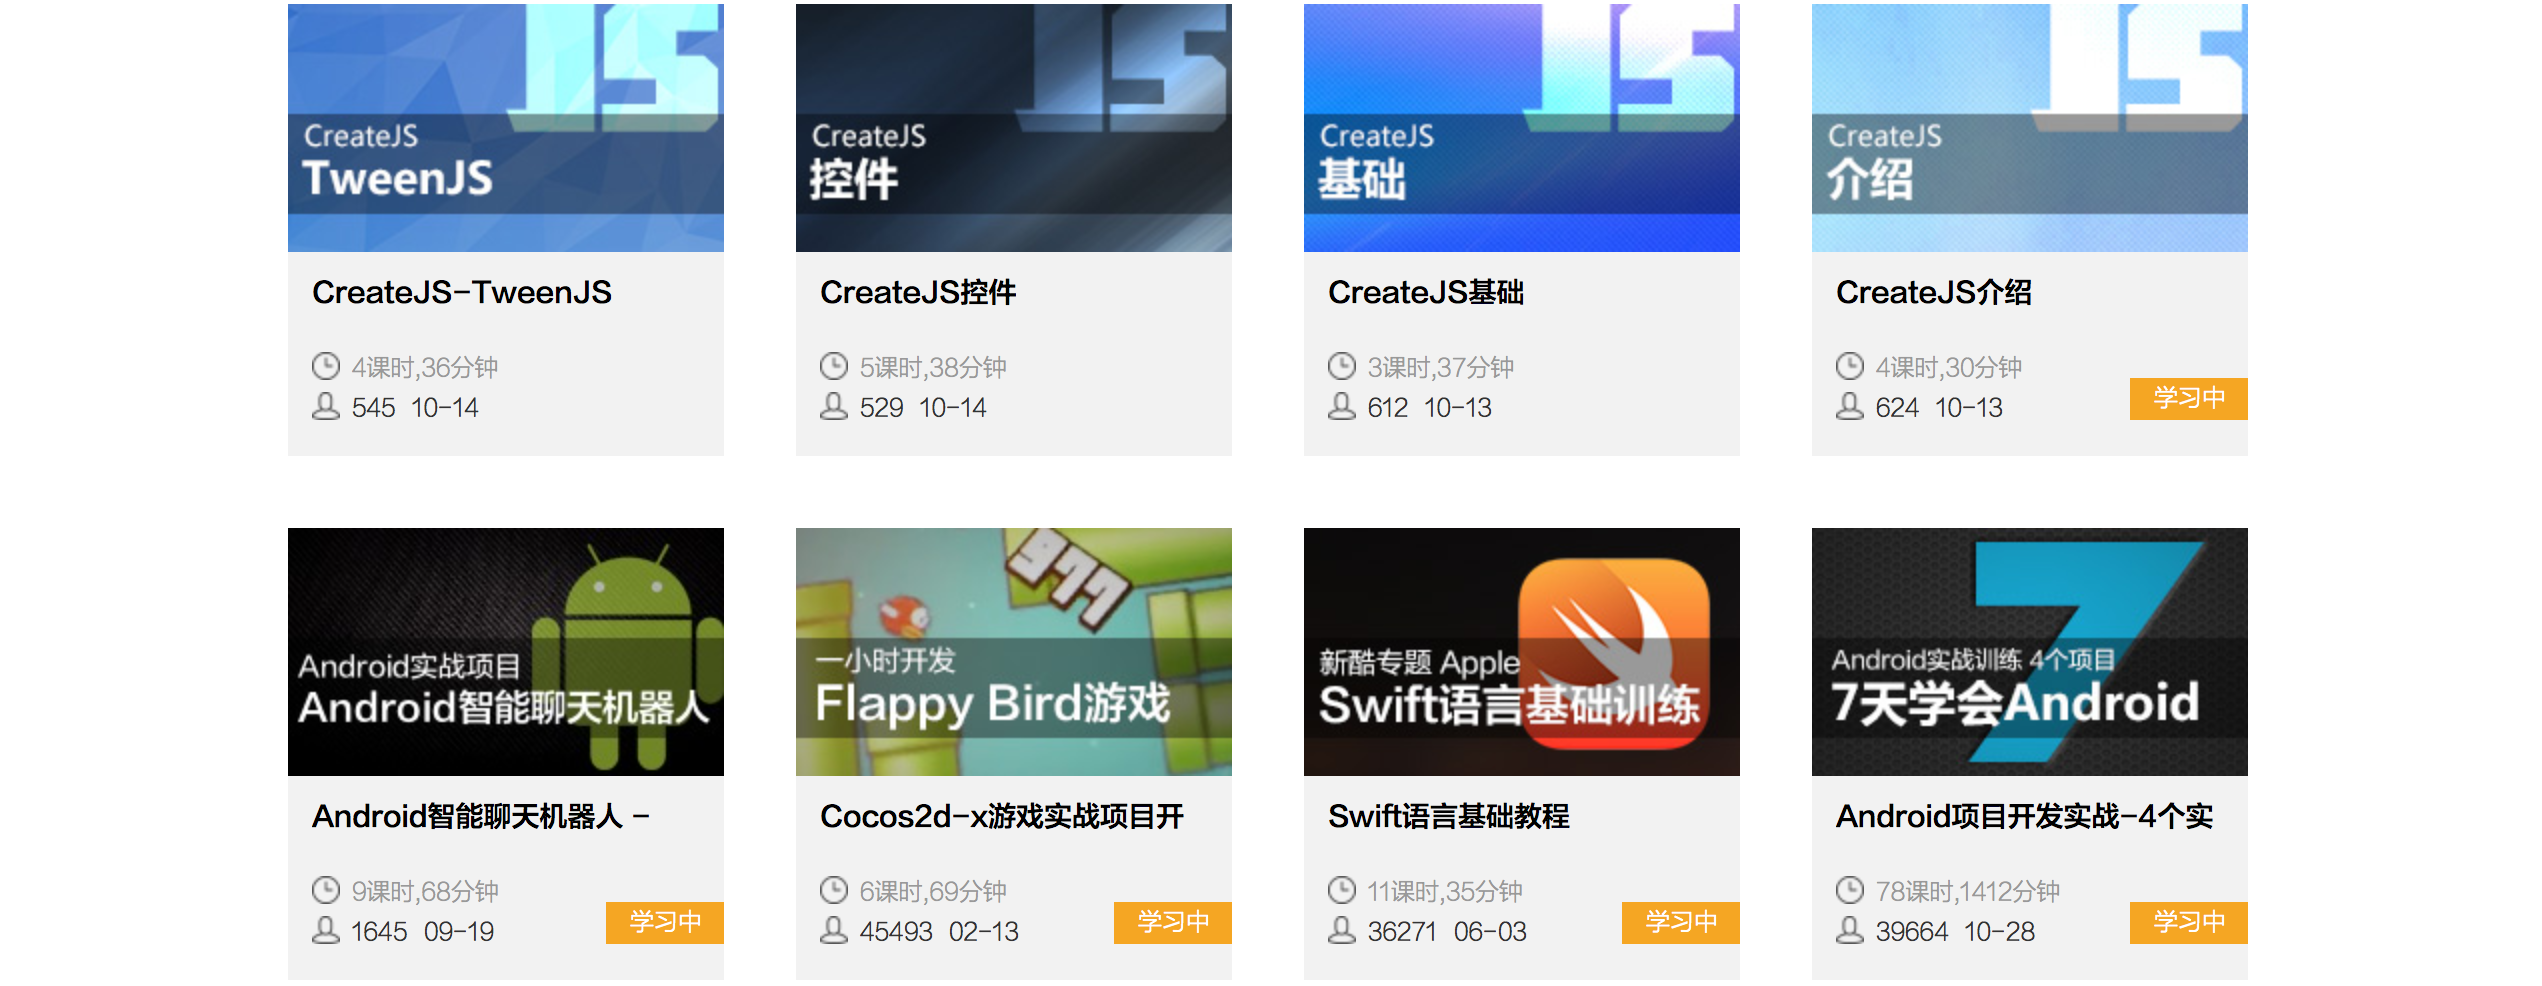 JS
CreateJS
TweenJS
CreateJS-TweenJS
4课时,36分钟
545 10-14
JS
CreateJS
控件
CreateJS控件
5课时,38分钟
529 10-14
JS
CreateJS
基础
CreateJS基础
3课时,37分钟
612 10-13
JS
CreateJS
介绍
CreateJS介绍
4课时,30分钟
624 10-13
学习中
Android实战项目
Android智能聊天机器人
Android智能聊天机器人 -
9课时,68分钟
1645 09-19
学习中
一小时开发
Flappy Bird游戏
Cocos2d-x游戏实战项目开
6课时,69分钟
45493 02-13
学习中
新酷专题 Apple
Swift语言基础训练
Swift语言基础教程
11课时,35分钟
36271 06-03
学习中
7
Android实战训练 4个项目
7天学会Android
Android项目开发实战-4个实
78课时,1412分钟
39664 10-28
学习中